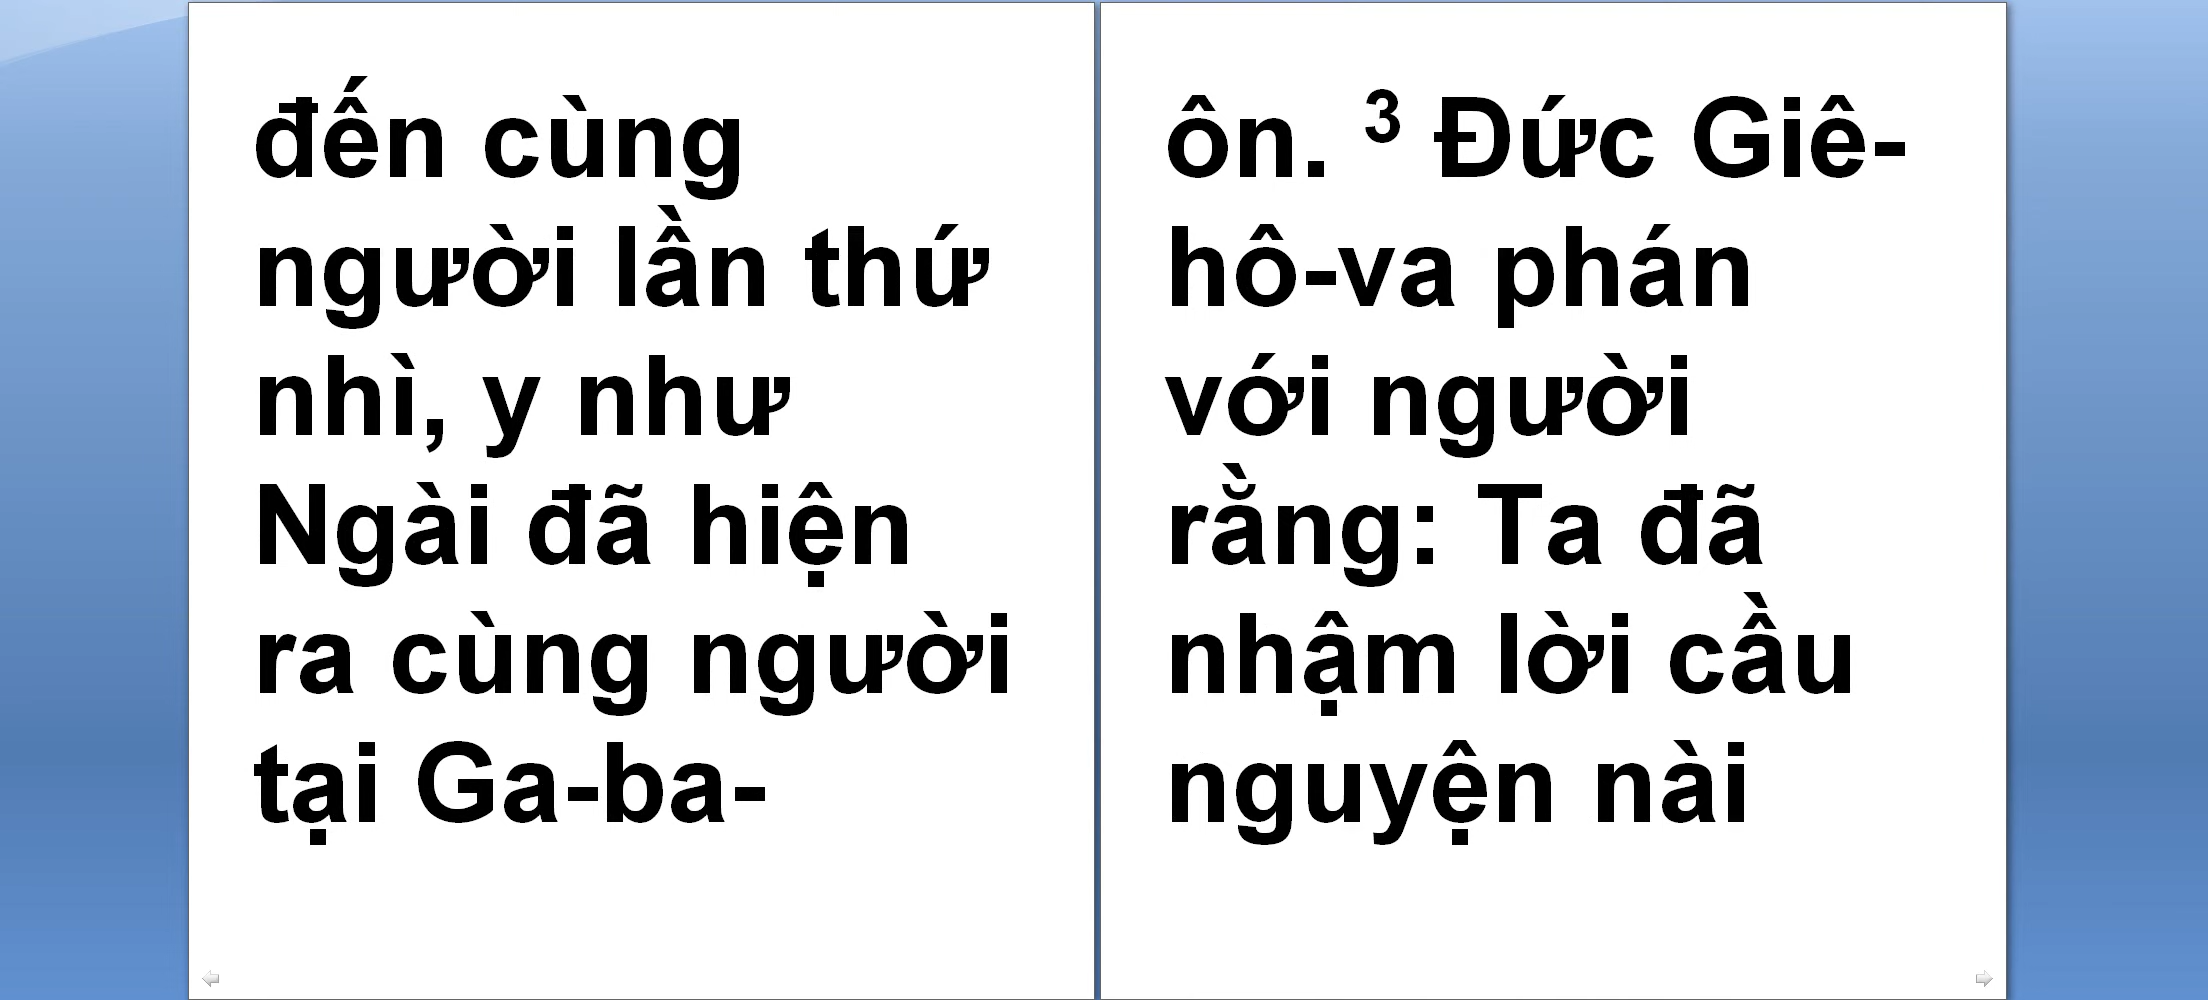 đến cùng
người lần thứ
nhì, y như
Ngài đã hiện
ra cùng người
tại Ga-ba-
ôn. ³ Đức Giê-
hô-va phán
với người
rằng: Ta đã
nhậm lời cầu
nguyện nài